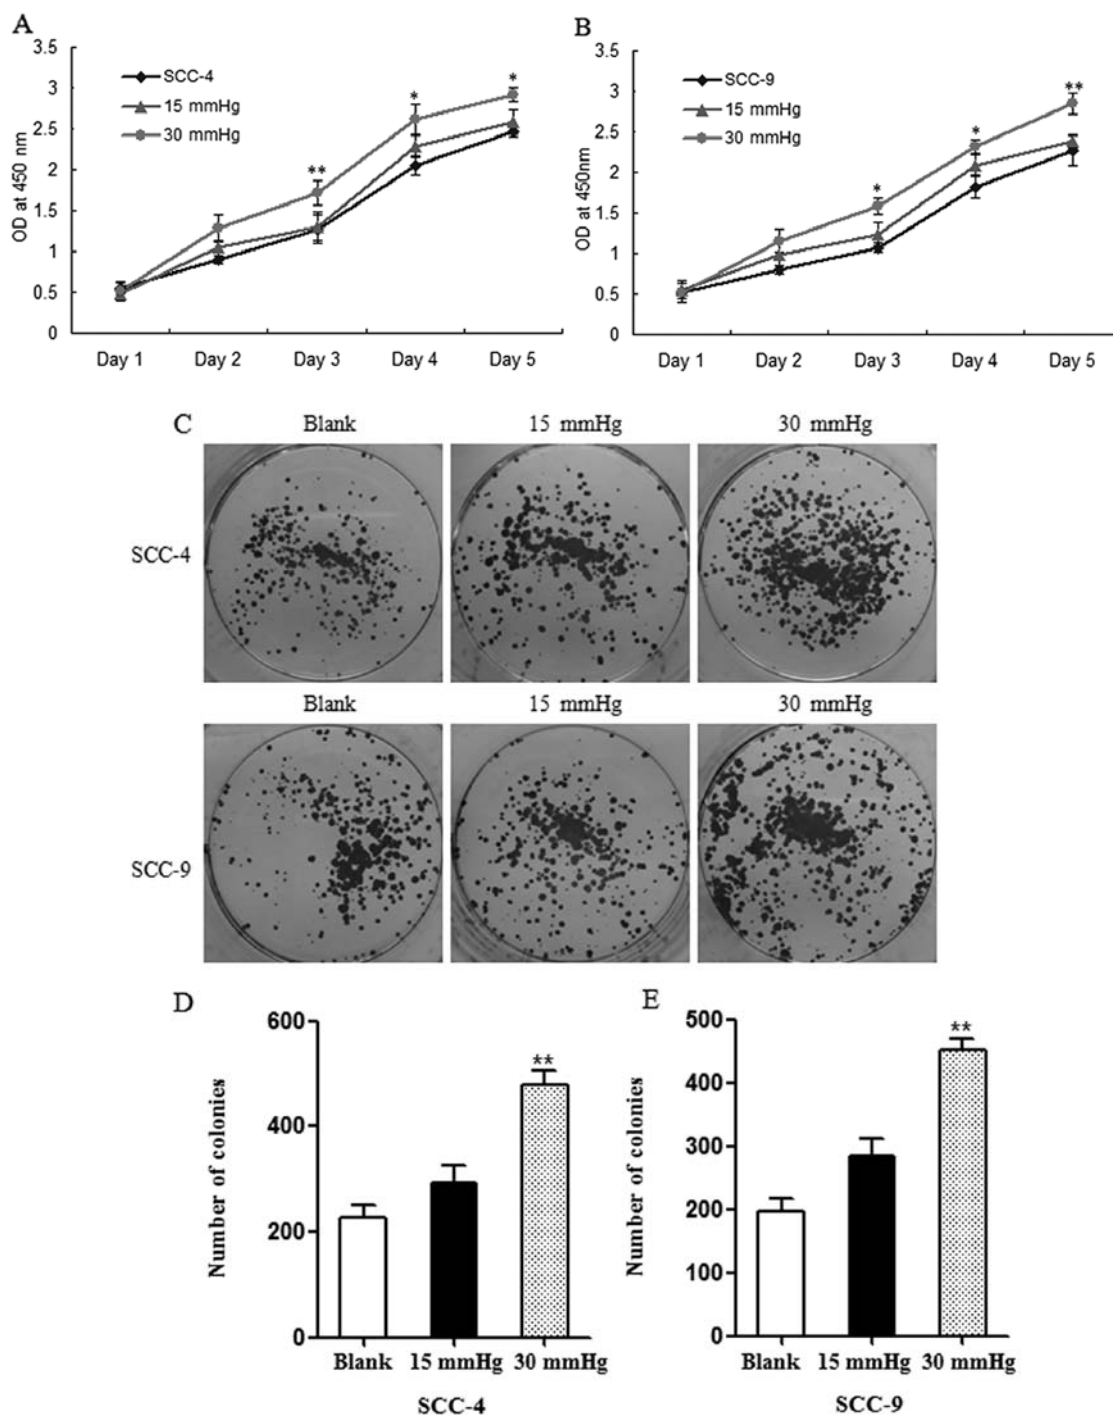 A
3.5
3
2.5
2
1.5
1
0.5
0
OD at 450 nm
SCC-4
15 mmHg
30 mmHg
**
*
*
Day 1 Day 2 Day 3 Day 4 Day 5
B
3.5
3
2.5
2
1.5
1
0.5
0
OD at 450nm
SCC-9
15 mmHg
30 mmHg
*
*
**
Day 1 Day 2 Day 3 Day 4 Day 5
C
Blank 15 mmHg 30 mmHg
SCC-4
Blank 15 mmHg 30 mmHg
SCC-9
D
600
400
200
0
Number of colonies
**
Blank 15 mmHg 30 mmHg
SCC-4
E
500
400
300
200
100
0
Number of colonies
**
Blank 15 mmHg 30 mmHg
SCC-9